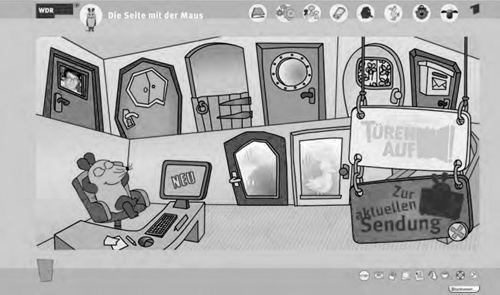 WDR
Die Seite mit der Maus
TÜREN
AUF
NEU
Zur
aktuellen
Sendung